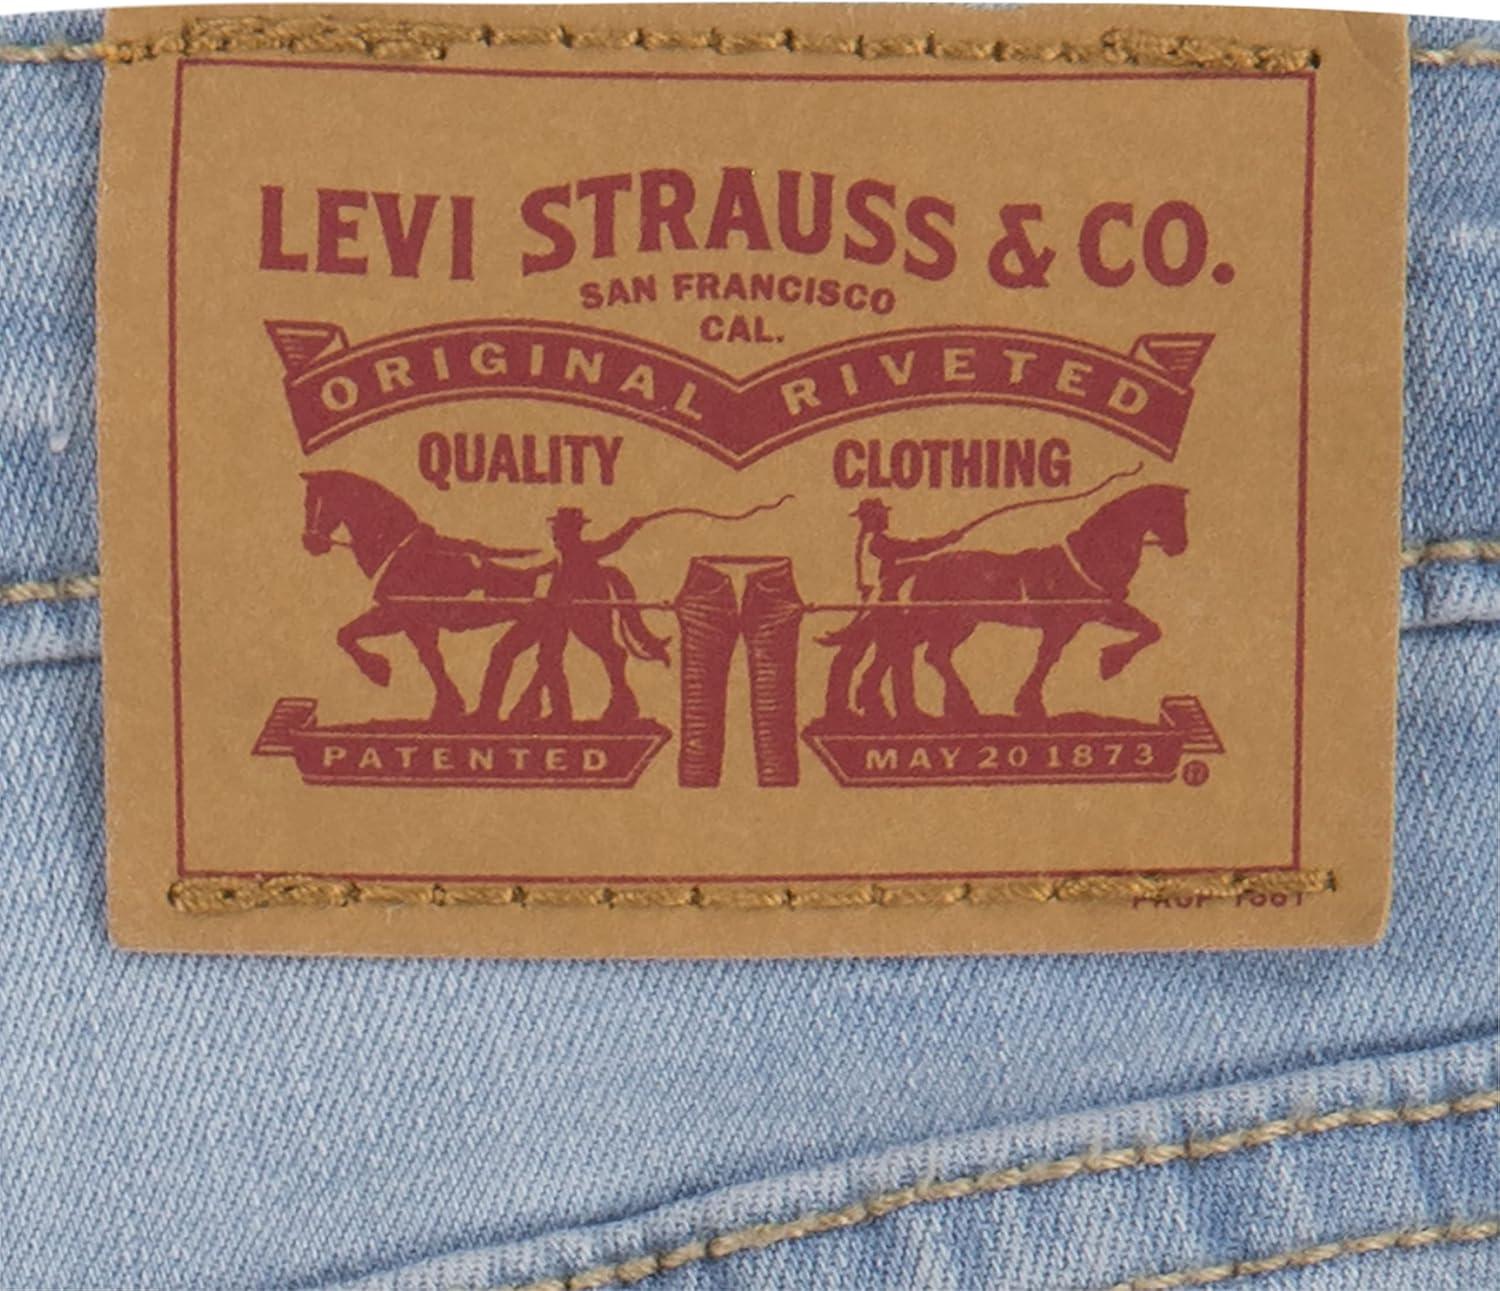 LEVI STRAUSS & CO.
SAN FRANCISCO
CAL.
ORIGINAL RIVETED
QUALITY CLOTHING
PATENTED MAY 20 1873
®